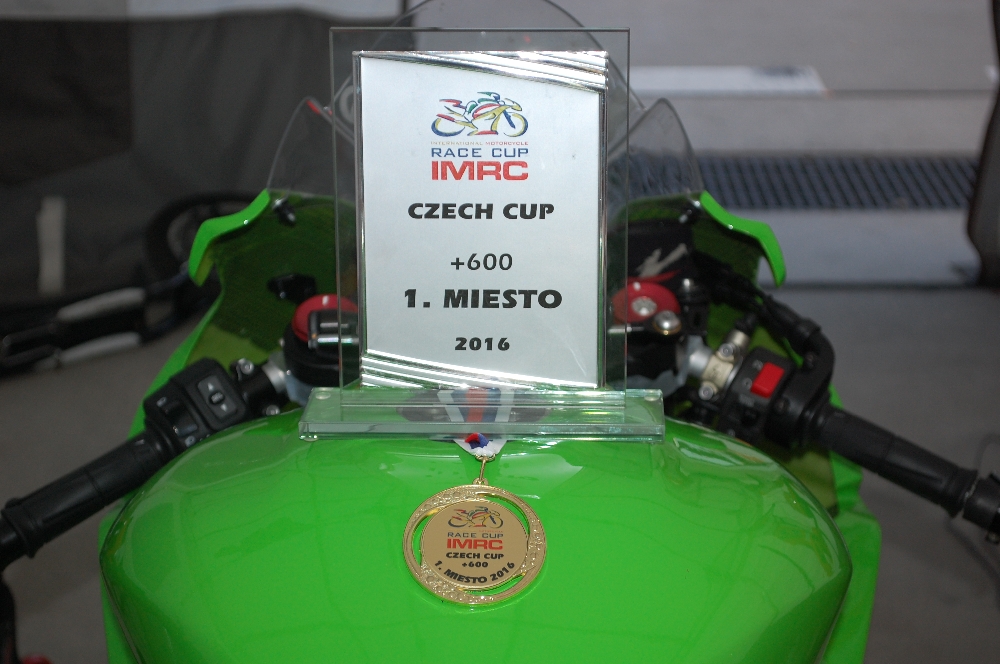 INTERNATIONAL MOTORCYCLE
RACE CUP
IMRC
CZECH CUP
+600
1. MIESTO
2016
RACE CUP
IMRC
CZECH CUP
+600
1. MIESTO 2016